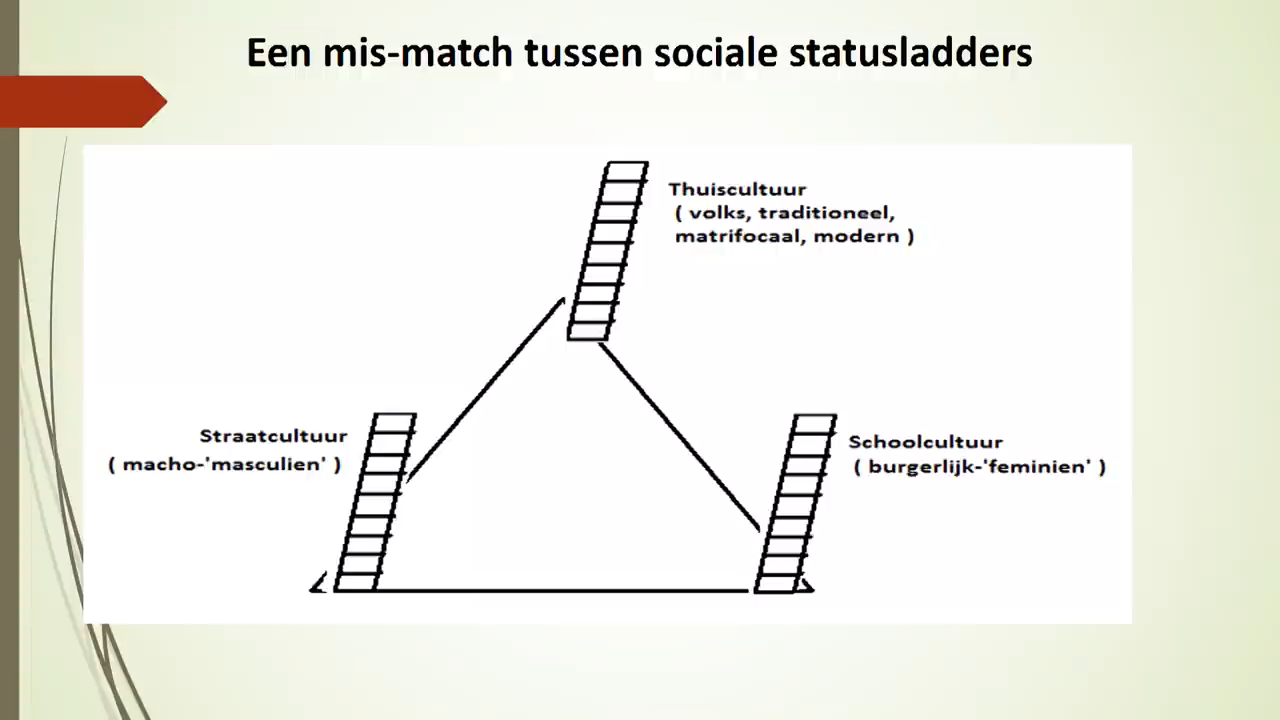 Een mis-match tussen sociale statusladders
Thuiscultuur
( volks, traditioneel,
matrifocaal, modern )
Straatcultuur
( macho-'masculien' )
Schoolcultuur
( burgerlijk-'feminien' )